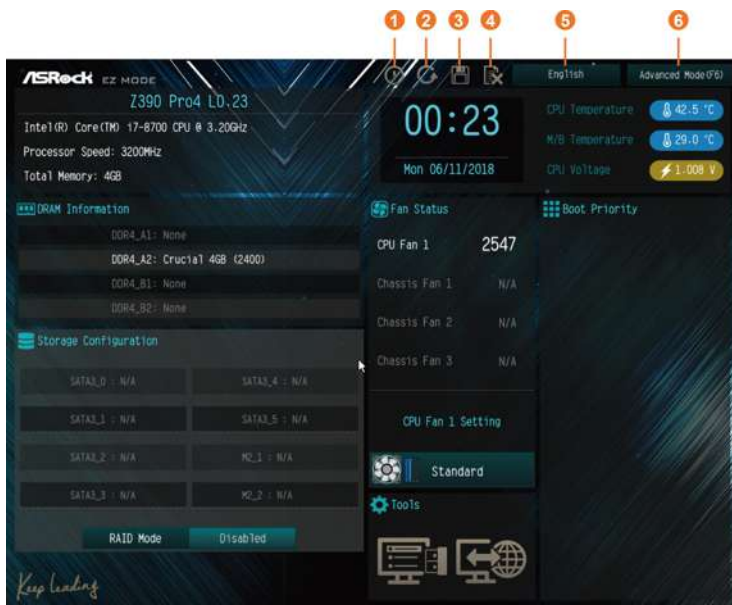 1 2 3 4 5 6
ASRock EZ MODE
English
Advanced Mode(F6)
Z390 Pro4 L0.23
Intel(R) Core(TM) i7-8700 CPU @ 3.20GHz
Processor Speed: 3200MHz
Total Memory: 4GB
00:23
Mon 06/11/2018
CPU Temperature 42.5 °C
M/B Temperature 29.0 °C
CPU Voltage 1.008 V
DRAM Information
DDR4_A1: None
DDR4_A2: Crucial 4GB (2400)
DDR4_B1: None
DDR4_B2: None
Storage Configuration
SATA3_0 : N/A SATA3_4 : N/A
SATA3_1 : N/A SATA3_5 : N/A
SATA3_2 : N/A M2_1 : N/A
SATA3_3 : N/A M2_2 : N/A
RAID Mode Disabled
Fan Status
CPU Fan 1 2547
Chassis Fan 1 N/A
Chassis Fan 2 N/A
Chassis Fan 3 N/A
CPU Fan 1 Setting
Standard
Tools
Boot Priority
Keep Leading